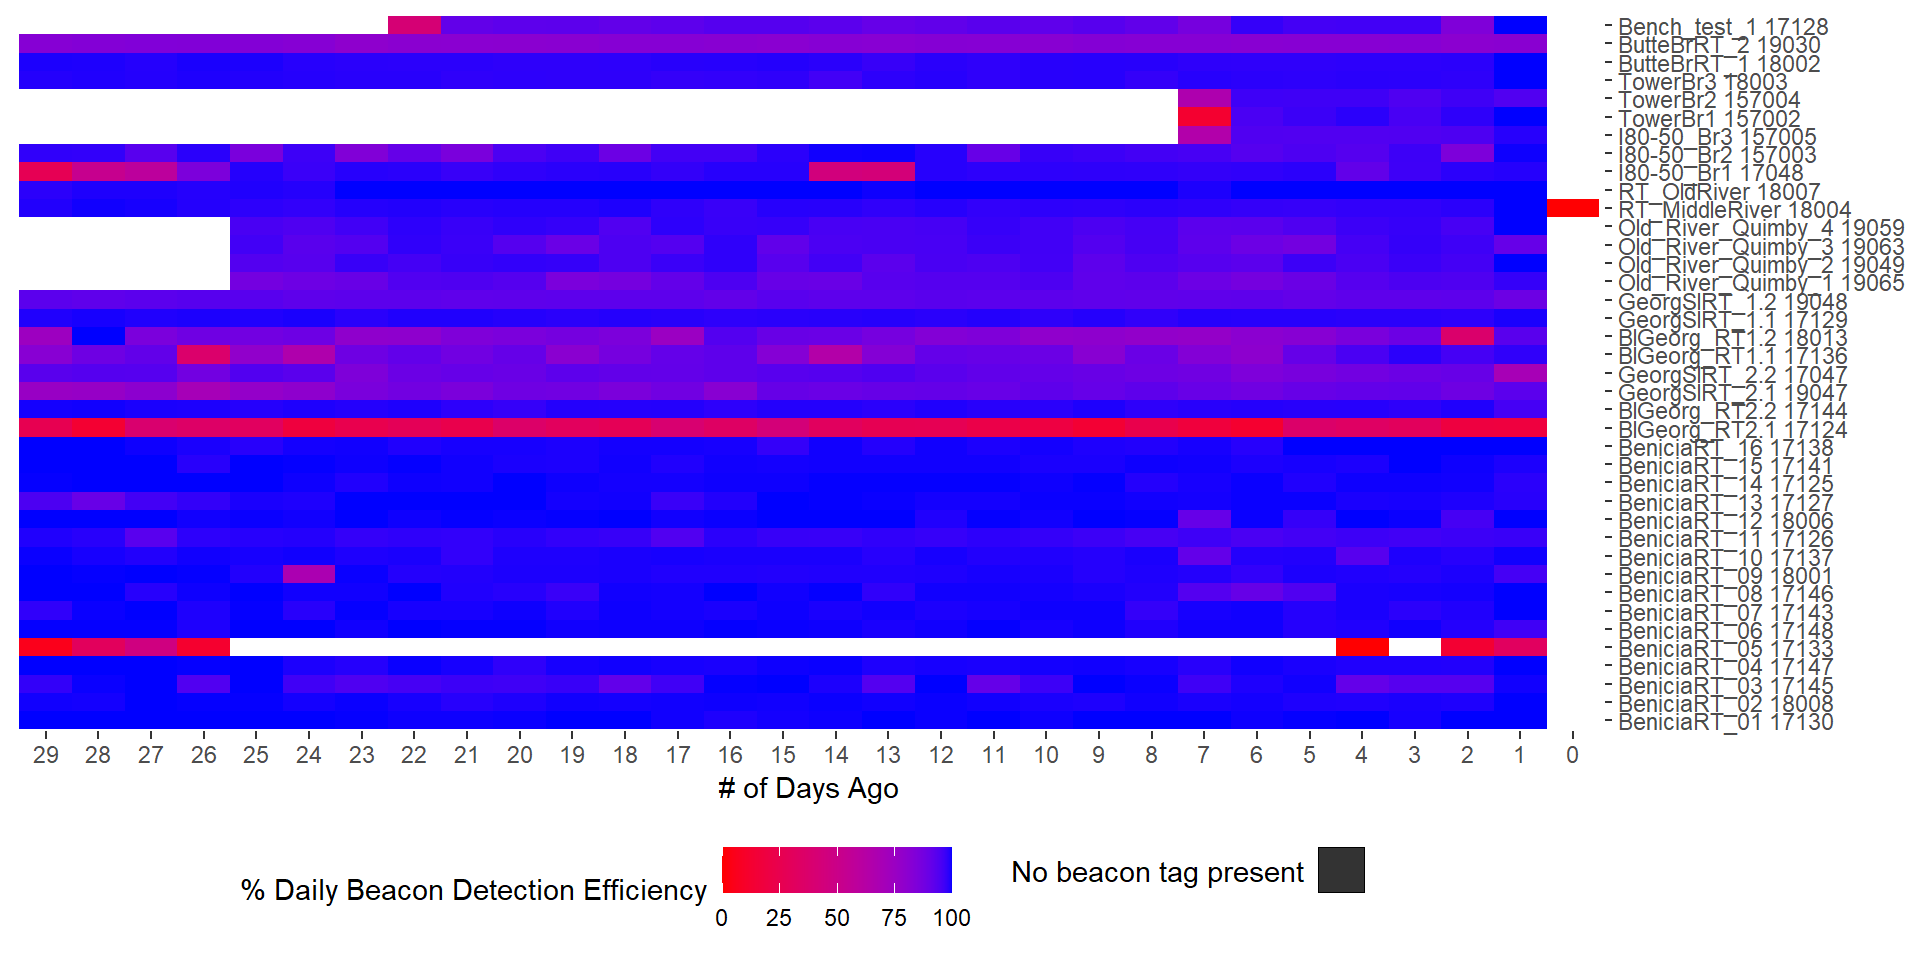 Bench_test_1 17128
ButteBrRT_2 19030
ButteBrRT_1 18002
TowerBr3 18003
TowerBr2 157004
TowerBr1 157002
I80-50_Br3 157005
I80-50_Br2 157003
I80-50_Br1 17048
RT_OldRiver 18007
RT_MiddleRiver 18004
Old_River_Quimby_4 19059
Old_River_Quimby_3 19063
Old_River_Quimby_2 19049
Old_River_Quimby_1 19065
GeorgSlRT_1.2 19048
GeorgSlRT_1.1 17129
BlGeorg_RT1.2 18013
BlGeorg_RT1.1 17136
GeorgSlRT_2.2 17047
GeorgSlRT_2.1 19047
BlGeorg_RT2.2 17144
BlGeorg_RT2.1 17124
BeniciaRT_16 17138
BeniciaRT_15 17141
BeniciaRT_14 17125
BeniciaRT_13 17127
BeniciaRT_12 18006
BeniciaRT_11 17126
BeniciaRT_10 17137
BeniciaRT_09 18001
BeniciaRT_08 17146
BeniciaRT_07 17143
BeniciaRT_06 17148
BeniciaRT_05 17133
BeniciaRT_04 17147
BeniciaRT_03 17145
BeniciaRT_02 18008
BeniciaRT_01 17130
29 28 27 26 25 24 23 22 21 20 19 18 17 16 15 14 13 12 11 10 9 8 7 6 5 4 3 2 1 0
# of Days Ago
% Daily Beacon Detection Efficiency
0 25 50 75 100
No beacon tag present